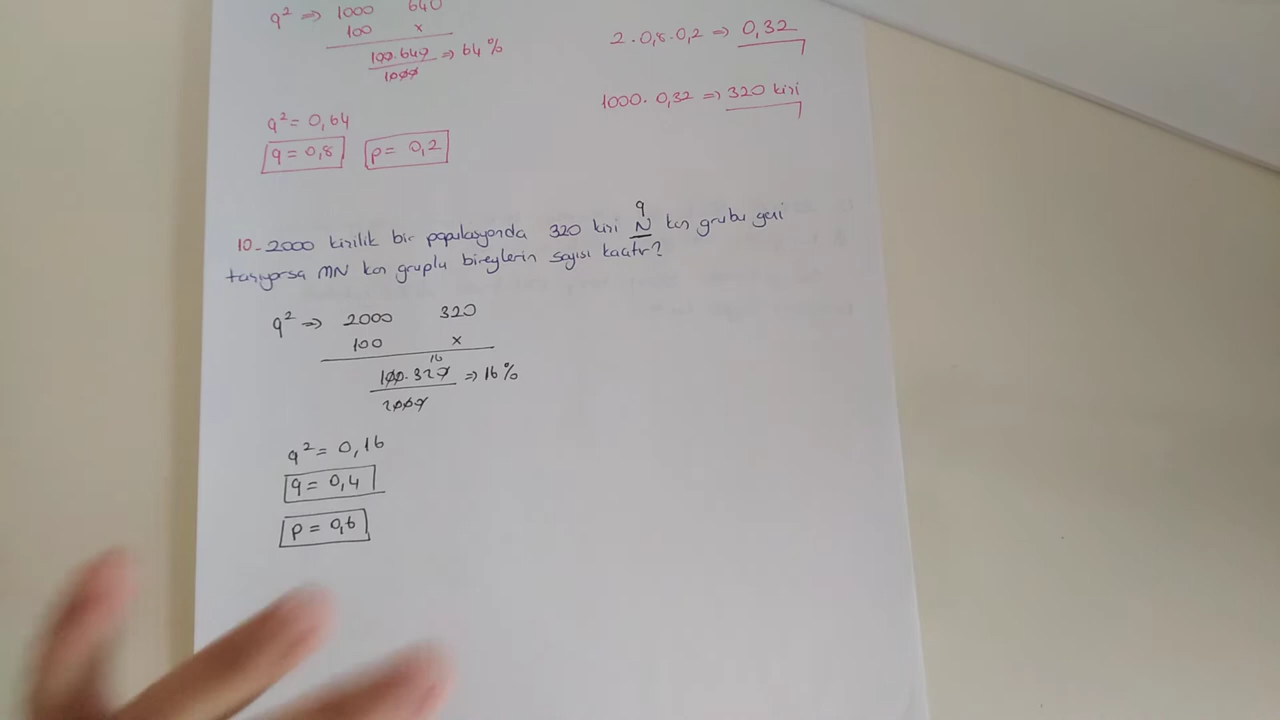 q² => 1000 640
100 x
100.640 => 64 %
1000
q² = 0,64
q = 0,8 p = 0,2
2.0,8.0,2 => 0,32
1000. 0,32 => 320 kişi
q
10- 2000 kişilik bir populasyonda 320 kişi N kan grubu geni
taşıyorsa MN kan gruplu bireylerin sayısı kaçtır?
q² => 2000 320
100 x
16
100.320 => 16 %
2000
q² = 0,16
q = 0,4
p = 0,6